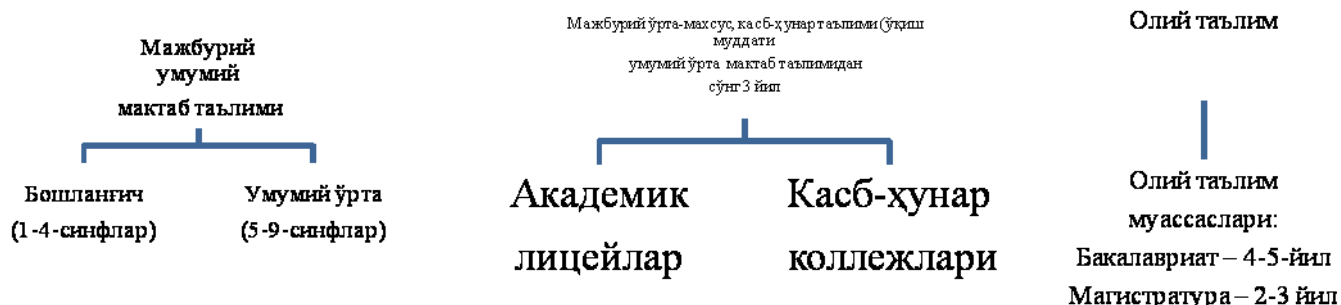 Мажбурий
умумий
мактаб таълими
Бошланғич
(1-4-синфлар)
Умумий ўрта
(5-9-синфлар)
Мажбурий ўрта-махсус, касб-ҳунар таълими (ўқиш
муддати
умумий ўрта мактаб таълимидан
сўнг 3 йил
Академик
лицейлар
Касб-ҳунар
коллежлари
Олий таълим
Олий таълим
муассаслари:
Бакалавриат – 4-5-йил
Магистратура – 2-3 йил